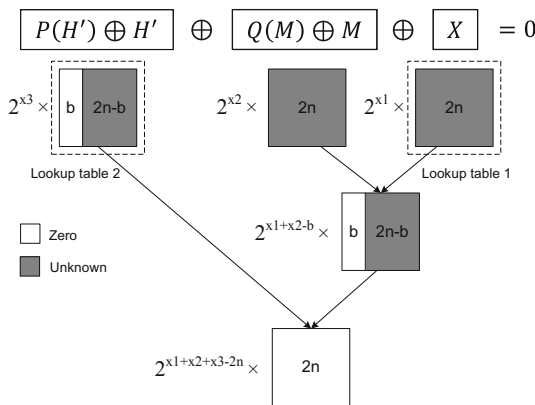 P(H′) ⊕ H′ ⊕ Q(M) ⊕ M ⊕ X = 0
2^{x3} × b 2n-b 2^{x2} × 2n 2^{x1} × 2n
Lookup table 2 Lookup table 1
2^{x1+x2-b} × b 2n-b
Zero
Unknown
2^{x1+x2+x3-2n} × 2n